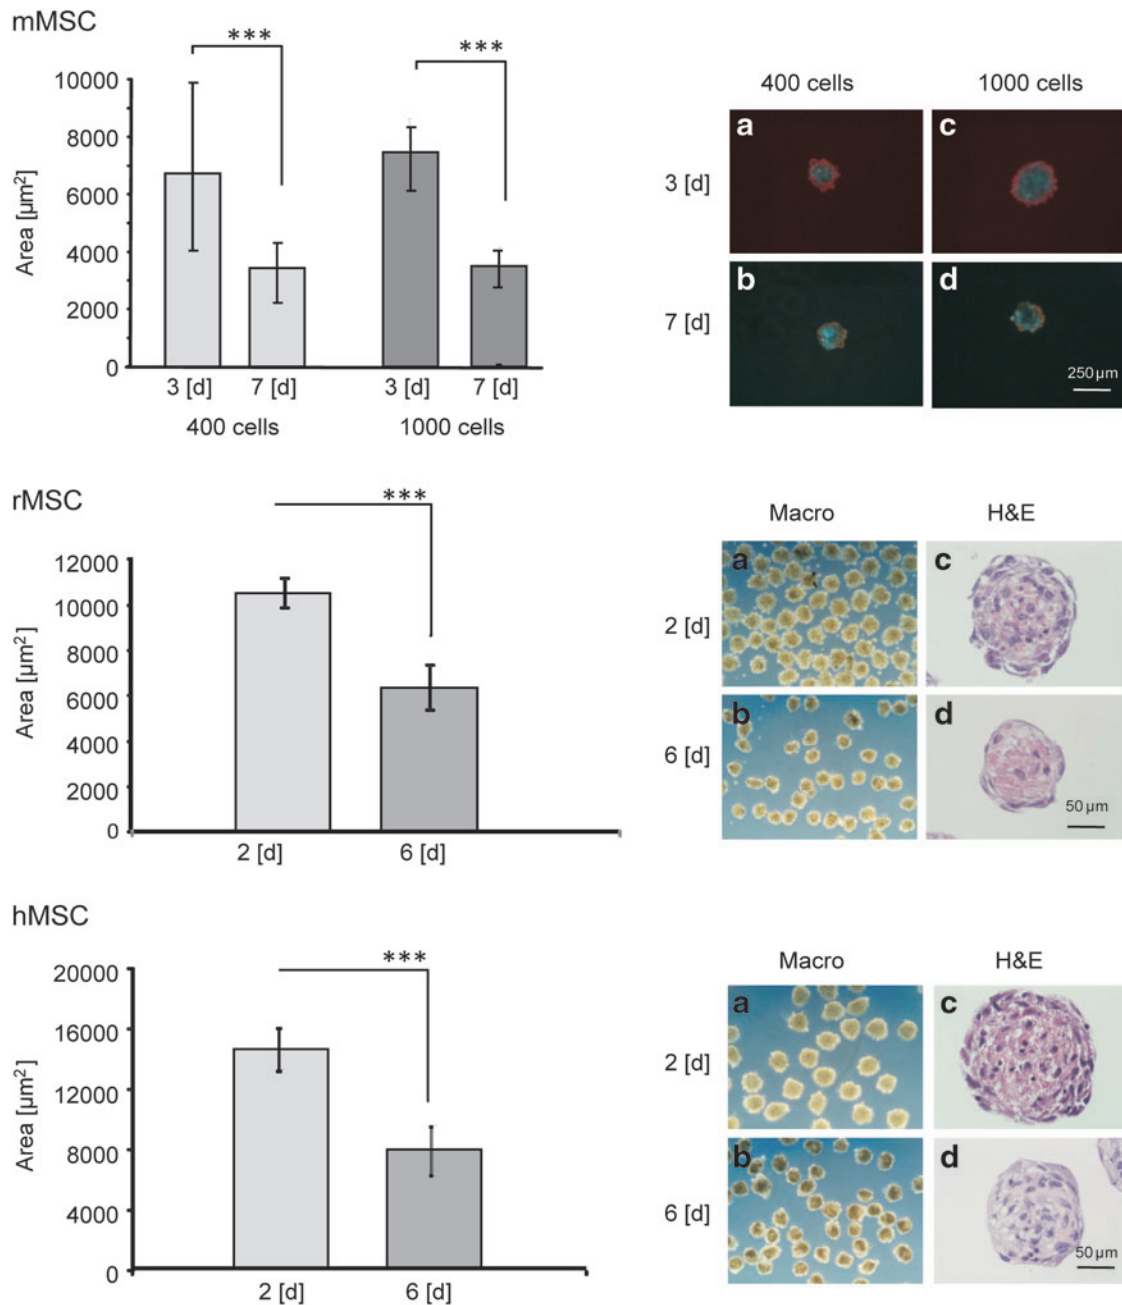 mMSC
***
***
10000
8000
6000
4000
2000
0
Area [µm²]
3 [d]
7 [d]
3 [d]
7 [d]
400 cells
1000 cells
400 cells
1000 cells
3 [d]
a
c
7 [d]
b
d
250 µm
rMSC
***
12000
10000
8000
6000
4000
2000
0
Area [µm²]
2 [d]
6 [d]
Macro
H&E
2 [d]
a
c
6 [d]
b
d
50 µm
hMSC
***
20000
16000
12000
8000
4000
0
Area [µm²]
2 [d]
6 [d]
Macro
H&E
2 [d]
a
c
6 [d]
b
d
50 µm